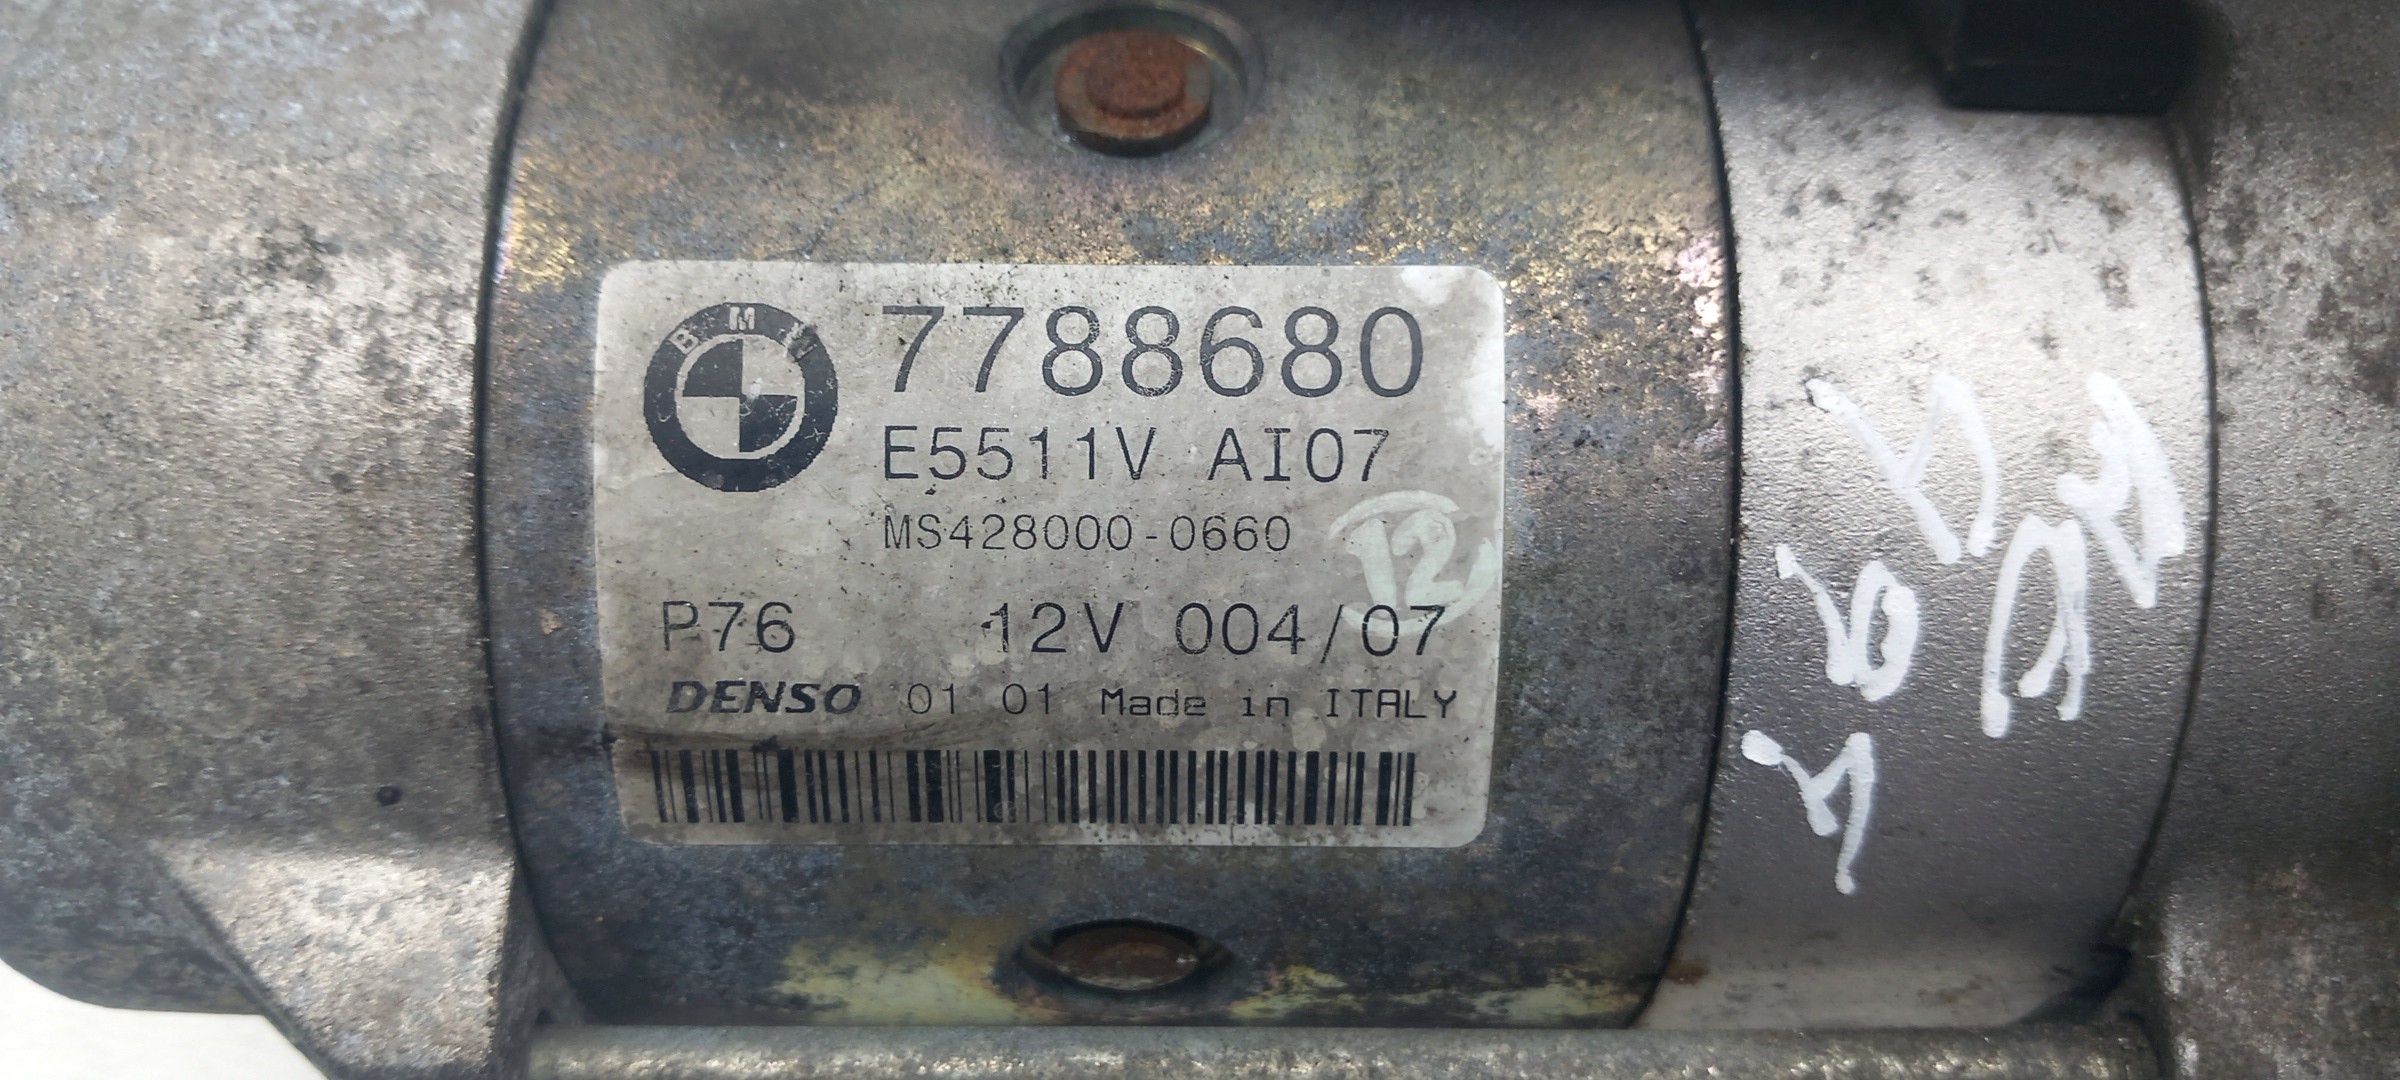 BMW
7788680
E5511V AI07
MS428000-0660
12
P76 12V 004/07
DENSO 01 01 Made in ITALY